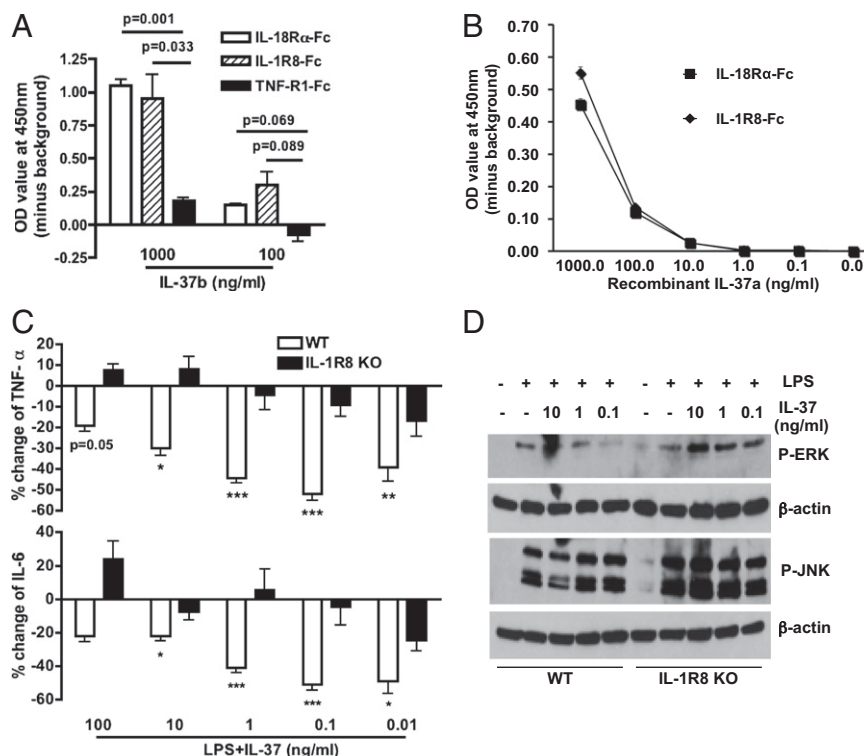 A
p=0.001
p=0.033
IL-18Rα-Fc
IL-1R8-Fc
TNF-R1-Fc
p=0.069
p=0.089
OD value at 450nm
(minus background)
1.25
1.00
0.75
0.50
0.25
0.00
-0.25
1000 100
IL-37b (ng/ml)
B
OD value at 450nm
(minus background)
0.60
0.50
0.40
0.30
0.20
0.10
0.00
IL-18Rα-Fc
IL-1R8-Fc
1000.0 100.0 10.0 1.0 0.1 0.0
Recombinant IL-37a (ng/ml)
C
WT
IL-1R8 KO
% change of TNF- α
20
10
0
-10
-20
-30
-40
-50
-60
p=0.05
* *** *** **
% change of IL-6
40
20
0
-20
-40
-60
* *** *** *
100 10 1 0.1 0.01
LPS+IL-37 (ng/ml)
D
- + + + + - + + + + LPS
- - 10 1 0.1 - - 10 1 0.1 IL-37
(ng/ml)
P-ERK
β-actin
P-JNK
β-actin
WT IL-1R8 KO